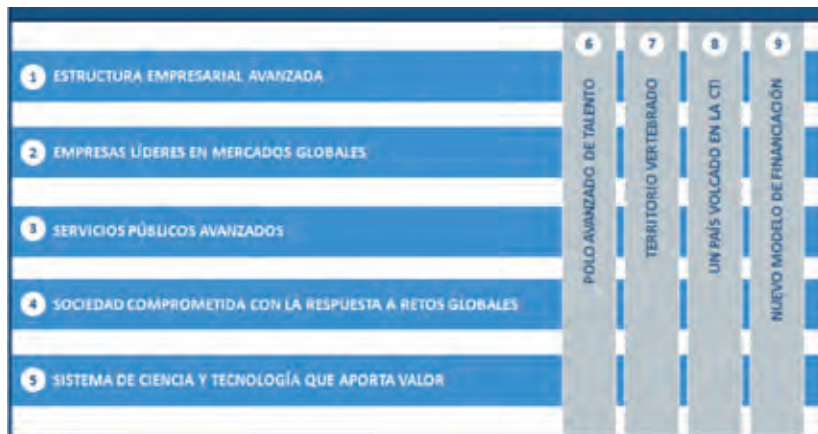 1 ESTRUCTURA EMPRESARIAL AVANZADA
2 EMPRESAS LÍDERES EN MERCADOS GLOBALES
3 SERVICIOS PÚBLICOS AVANZADOS
4 SOCIEDAD COMPROMETIDA CON LA RESPUESTA A RETOS GLOBALES
5 SISTEMA DE CIENCIA Y TECNOLOGÍA QUE APORTA VALOR
6 POLO AVANZADO DE TALENTO
7 TERRITORIO VERTEBRADO
8 UN PAÍS VOLCADO EN LA CTI
9 NUEVO MODELO DE FINANCIACIÓN